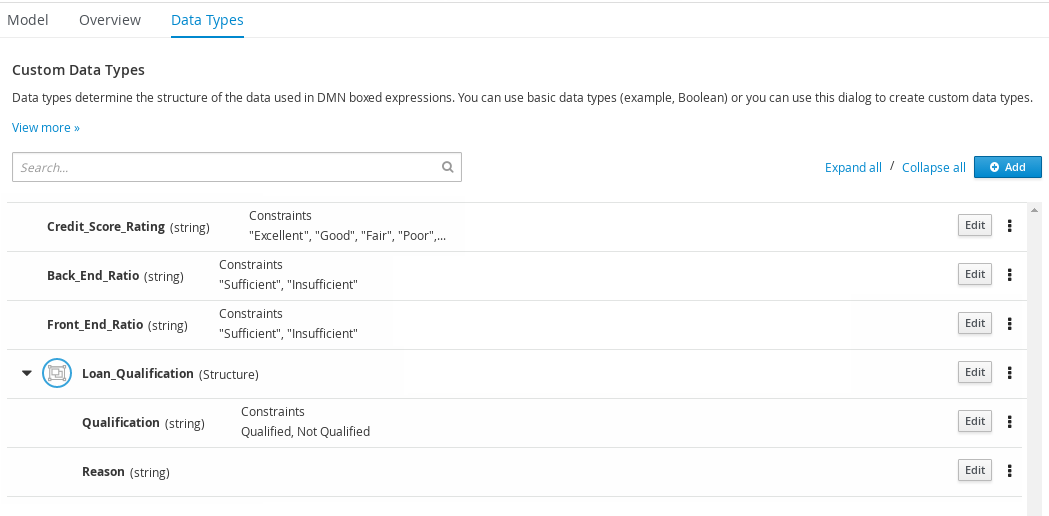 Model Overview Data Types
Custom Data Types
Data types determine the structure of the data used in DMN boxed expressions. You can use basic data types (example, Boolean) or you can use this dialog to create custom data types.
View more »
Search...
Expand all / Collapse all Add
Credit_Score_Rating (string) Constraints Edit
"Excellent", "Good", "Fair", "Poor",...
Back_End_Ratio (string) Constraints Edit
"Sufficient", "Insufficient"
Front_End_Ratio (string) Constraints Edit
"Sufficient", "Insufficient"
Loan_Qualification (Structure) Edit
Qualification (string) Constraints Edit
Qualified, Not Qualified
Reason (string) Edit